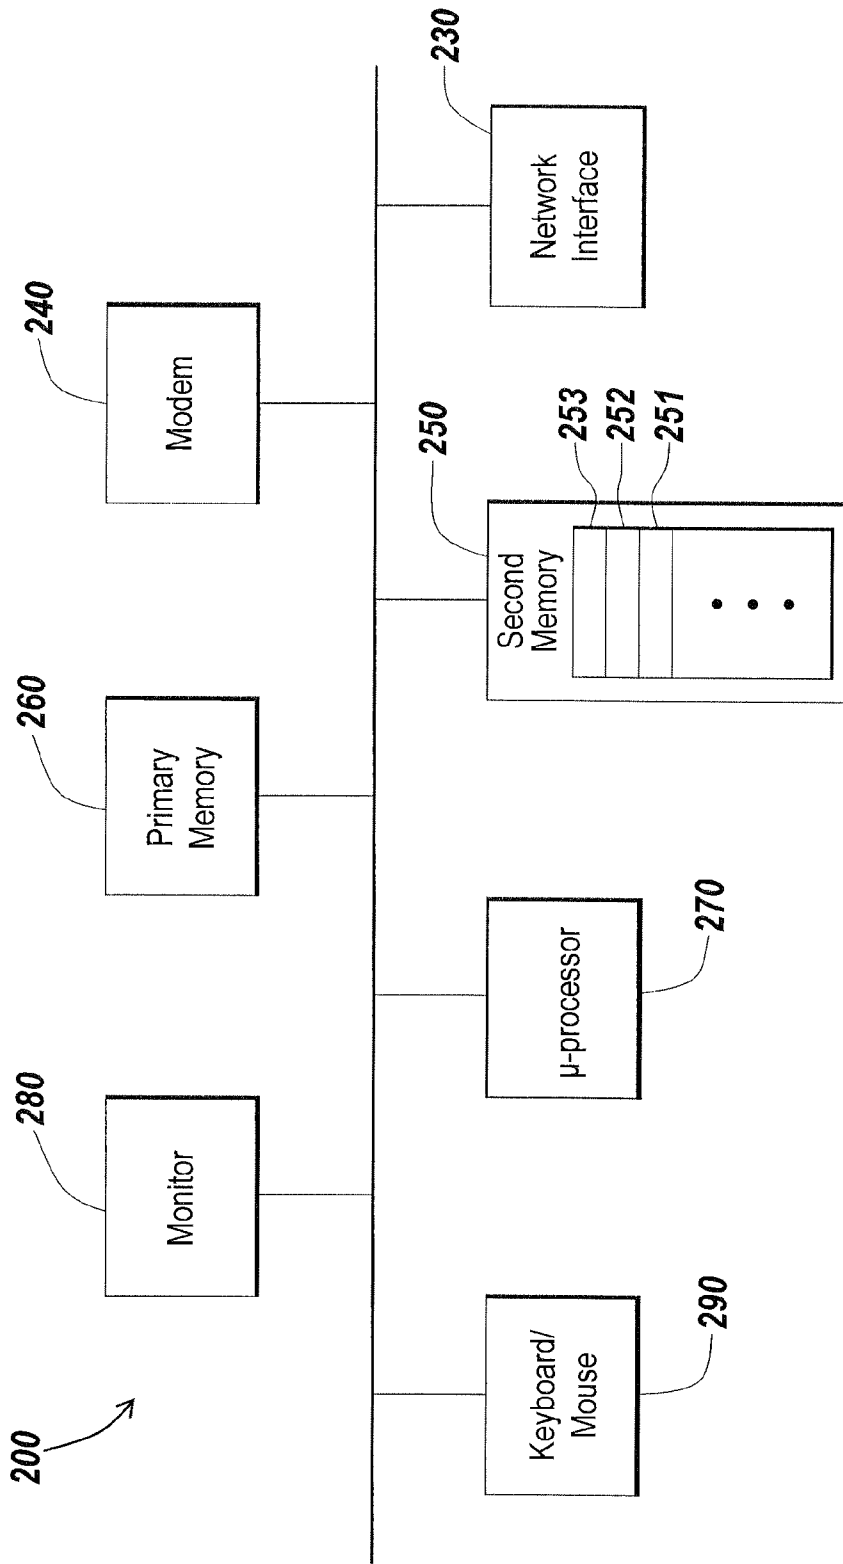 200
280
Monitor
260
Primary
Memory
240
Modem
Keyboard/
Mouse
290
µ-processor
270
250
Second
Memory
253
252
251
230
Network
Interface